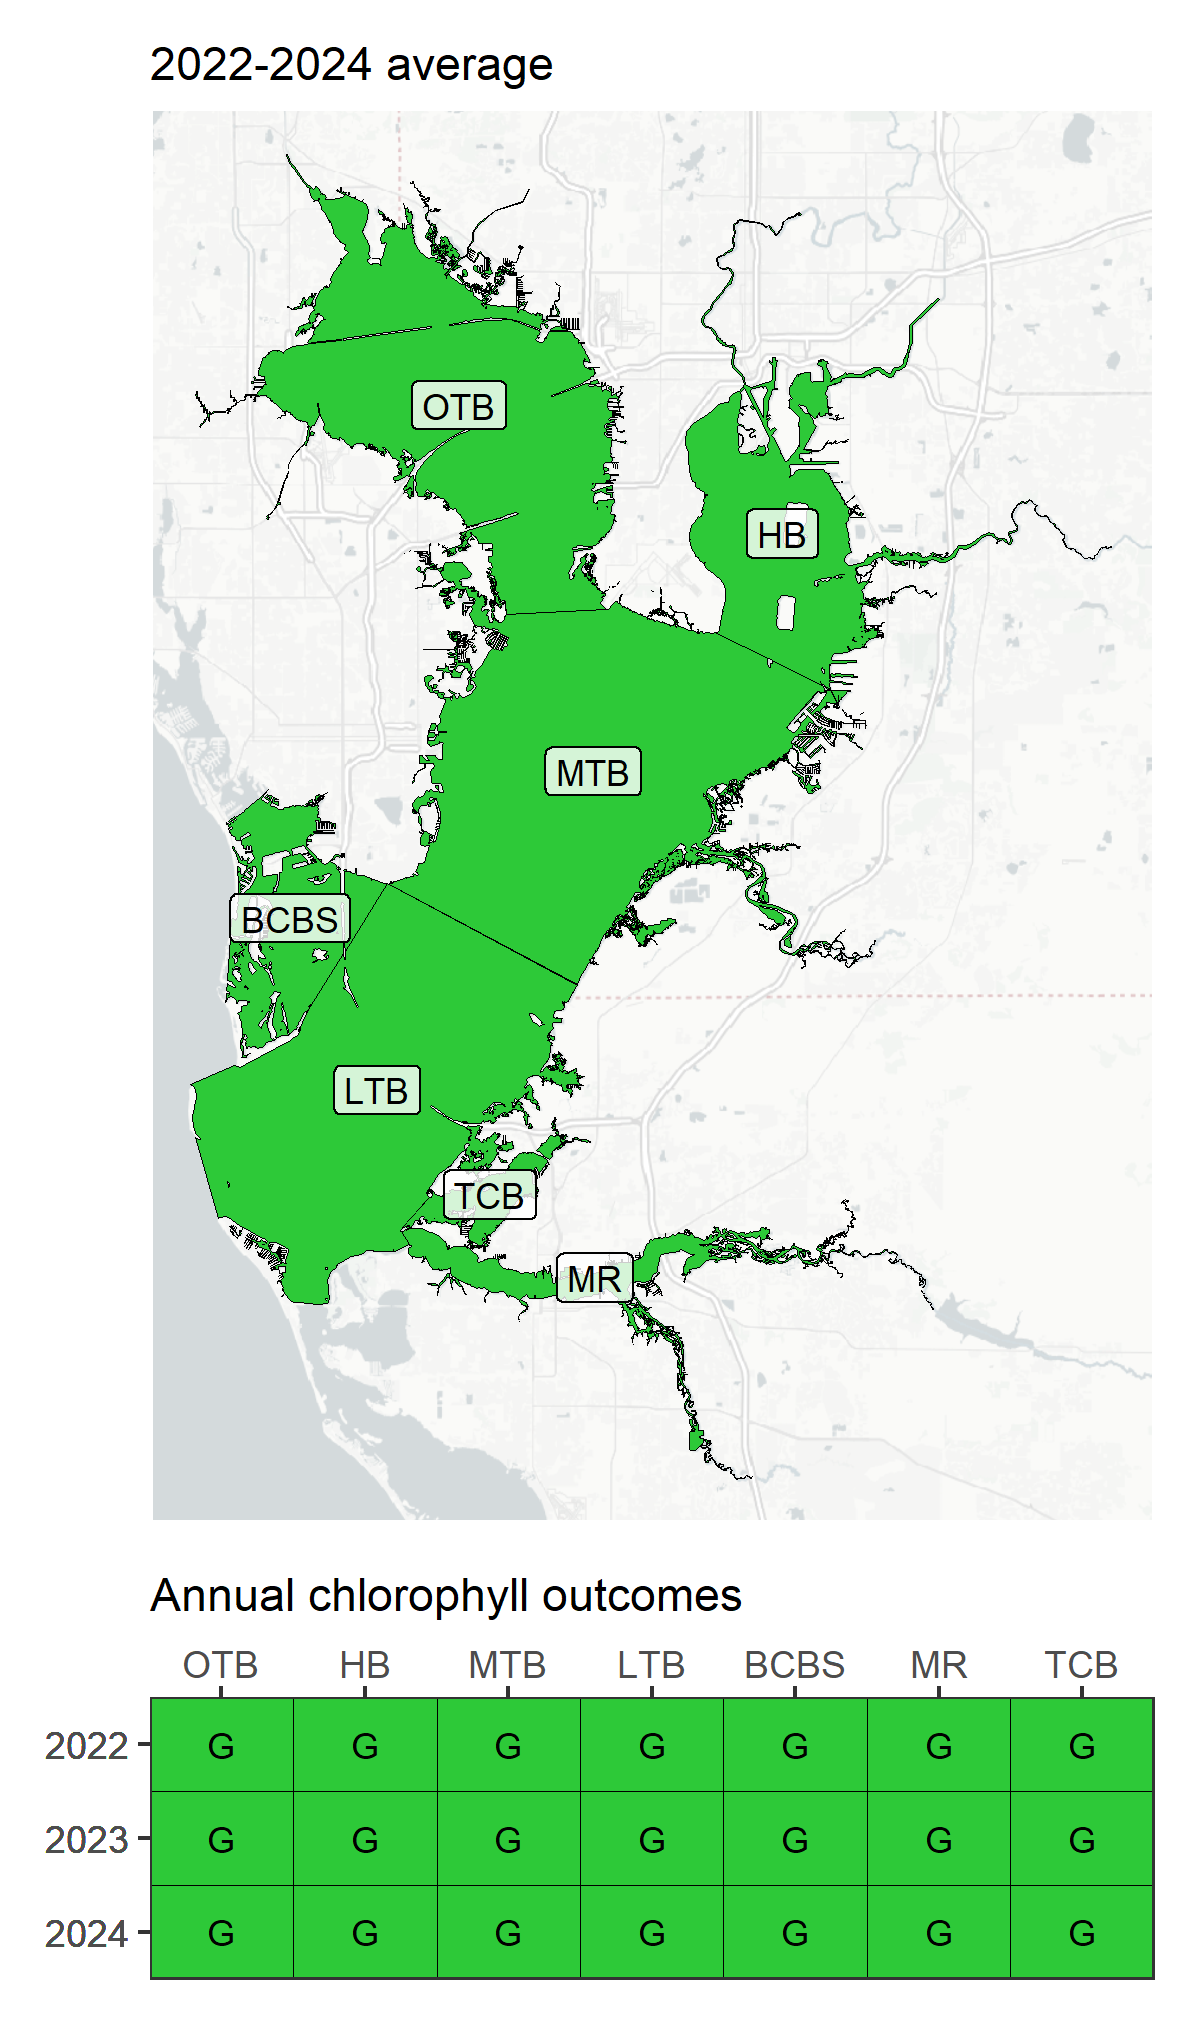 2022-2024 average
OTB
HB
MTB
BCBS
LTB
TCB
MR
Annual chlorophyll outcomes
OTB HB MTB LTB BCBS MR TCB
2022 G G G G G G G
2023 G G G G G G G
2024 G G G G G G G